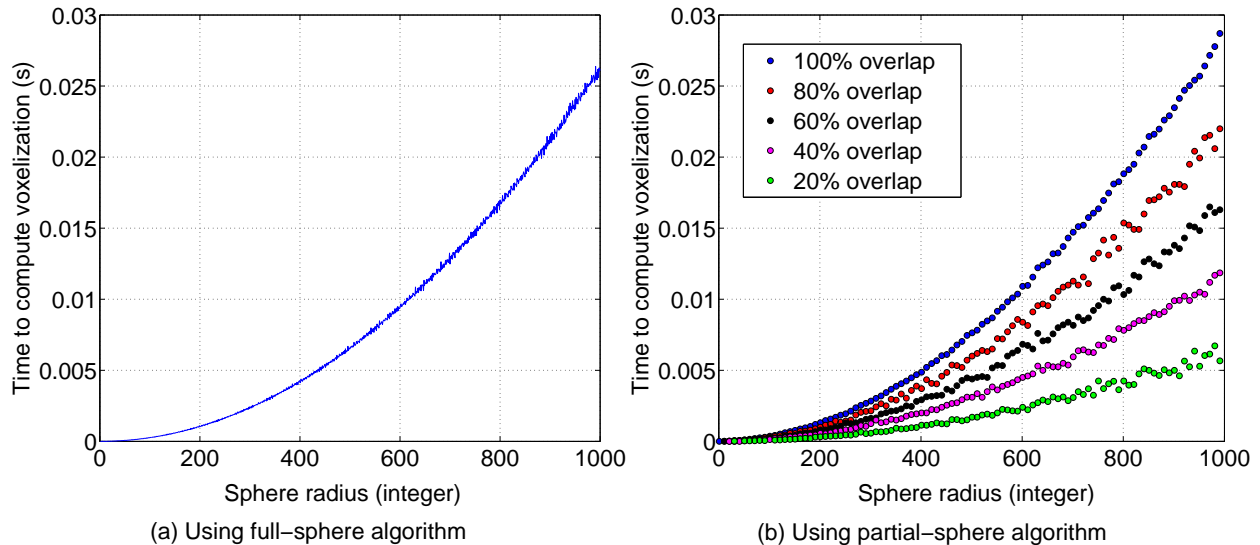 0.03
0.025
0.02
0.015
0.01
0.005
0
0 200 400 600 800 1000
Time to compute voxelization (s)
Sphere radius (integer)
(a) Using full−sphere algorithm
0.03
0.025
0.02
0.015
0.01
0.005
0
0 200 400 600 800 1000
Time to compute voxelization (s)
100% overlap
80% overlap
60% overlap
40% overlap
20% overlap
Sphere radius (integer)
(b) Using partial−sphere algorithm